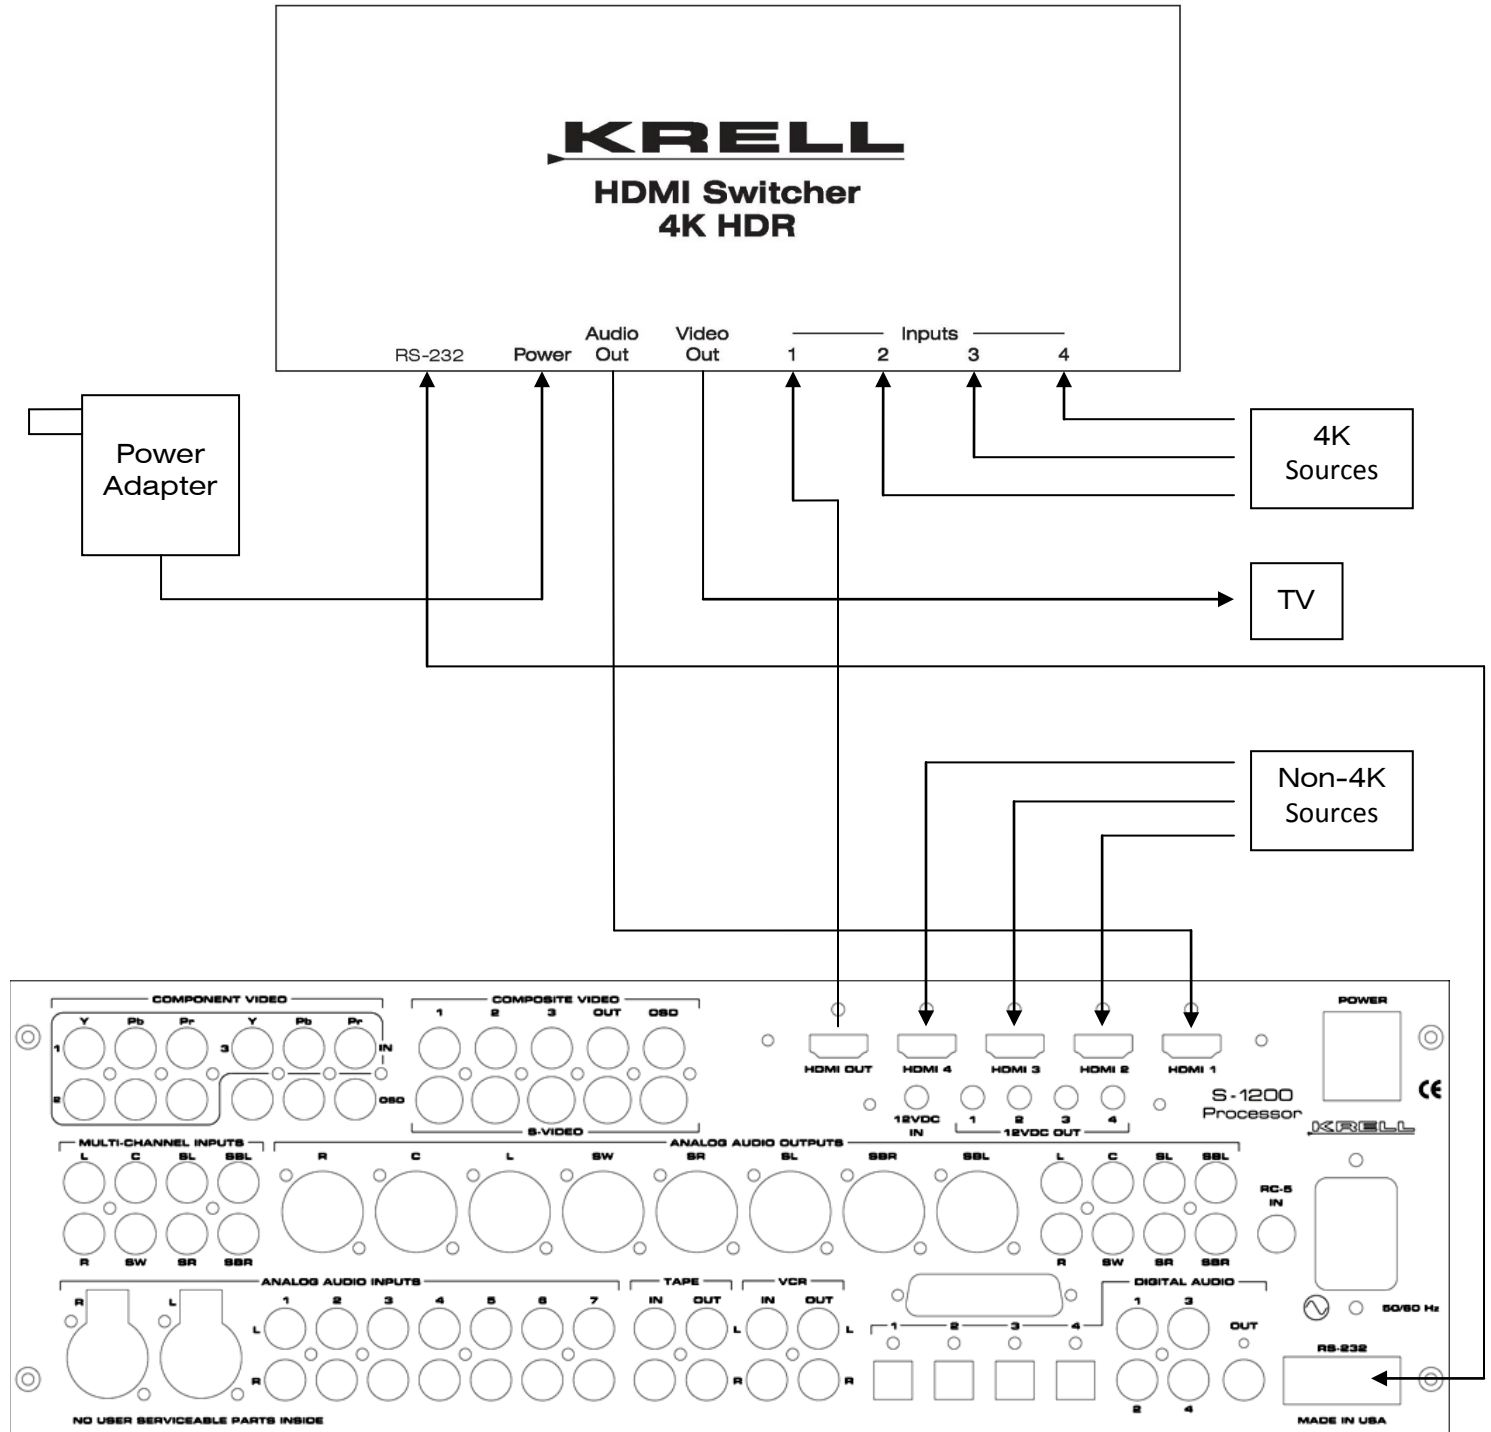 KRELL
HDMI Switcher
4K HDR
Audio Video Inputs
RS-232 Power Out Out 1 2 3 4
Power
Adapter
4K
Sources
TV
Non-4K
Sources
COMPONENT VIDEO
Y Pb Pr Y Pb Pr
1 3 IN
2 OSD
COMPOSITE VIDEO
1 2 3 OUT OSD
S-VIDEO
HDMI OUT HDMI 4 HDMI 3 HDMI 2 HDMI 1
12VDC
IN
1 2 3 4
12VDC OUT
POWER
CE
S-1200
Processor
KRELL
MULTI-CHANNEL INPUTS
L C SL SBL
R SW SR SBR
ANALOG AUDIO OUTPUTS
R C L SW SR SL SBR SBL L C SL SBL
R SW SR SBR
RC-5
IN
50/60 Hz
ANALOG AUDIO INPUTS
R L 1 2 3 4 5 6 7
L
R
TAPE
IN OUT
VCR
IN OUT
L L
R R
DIGITAL AUDIO
1 2 3 4
1 3
OUT
2 4
RS-232
NO USER SERVICEABLE PARTS INSIDE
MADE IN USA